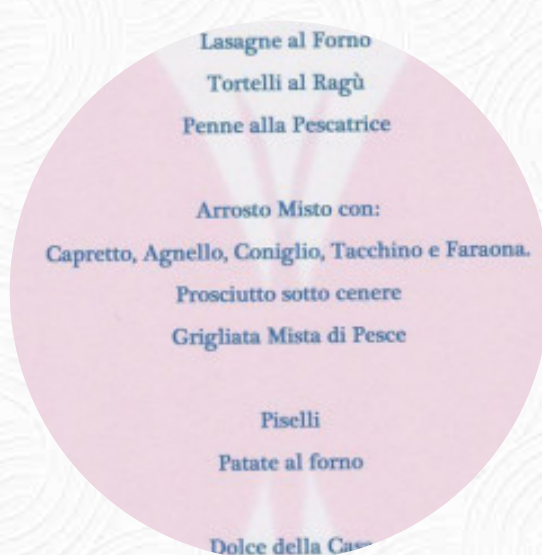 Lasagne al Forno
Tortelli al Ragù
Penne alla Pescatrice
Arrosto Misto con:
Capretto, Agnello, Coniglio, Tacchino e Faraona.
Prosciutto sotto cenere
Grigliata Mista di Pesce
Piselli
Patate al forno
Dolce della